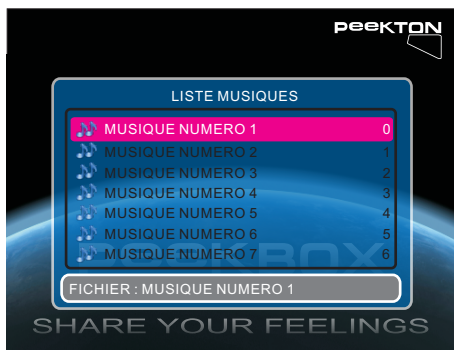 PEEKTON
LISTE MUSIQUES
MUSIQUE NUMERO 1 0
MUSIQUE NUMERO 2 1
MUSIQUE NUMERO 3 2
MUSIQUE NUMERO 4 3
MUSIQUE NUMERO 5 4
MUSIQUE NUMERO 6 5
MUSIQUE NUMERO 7 6
PEEKBOX
FICHIER : MUSIQUE NUMERO 1
SHARE YOUR FEELINGS